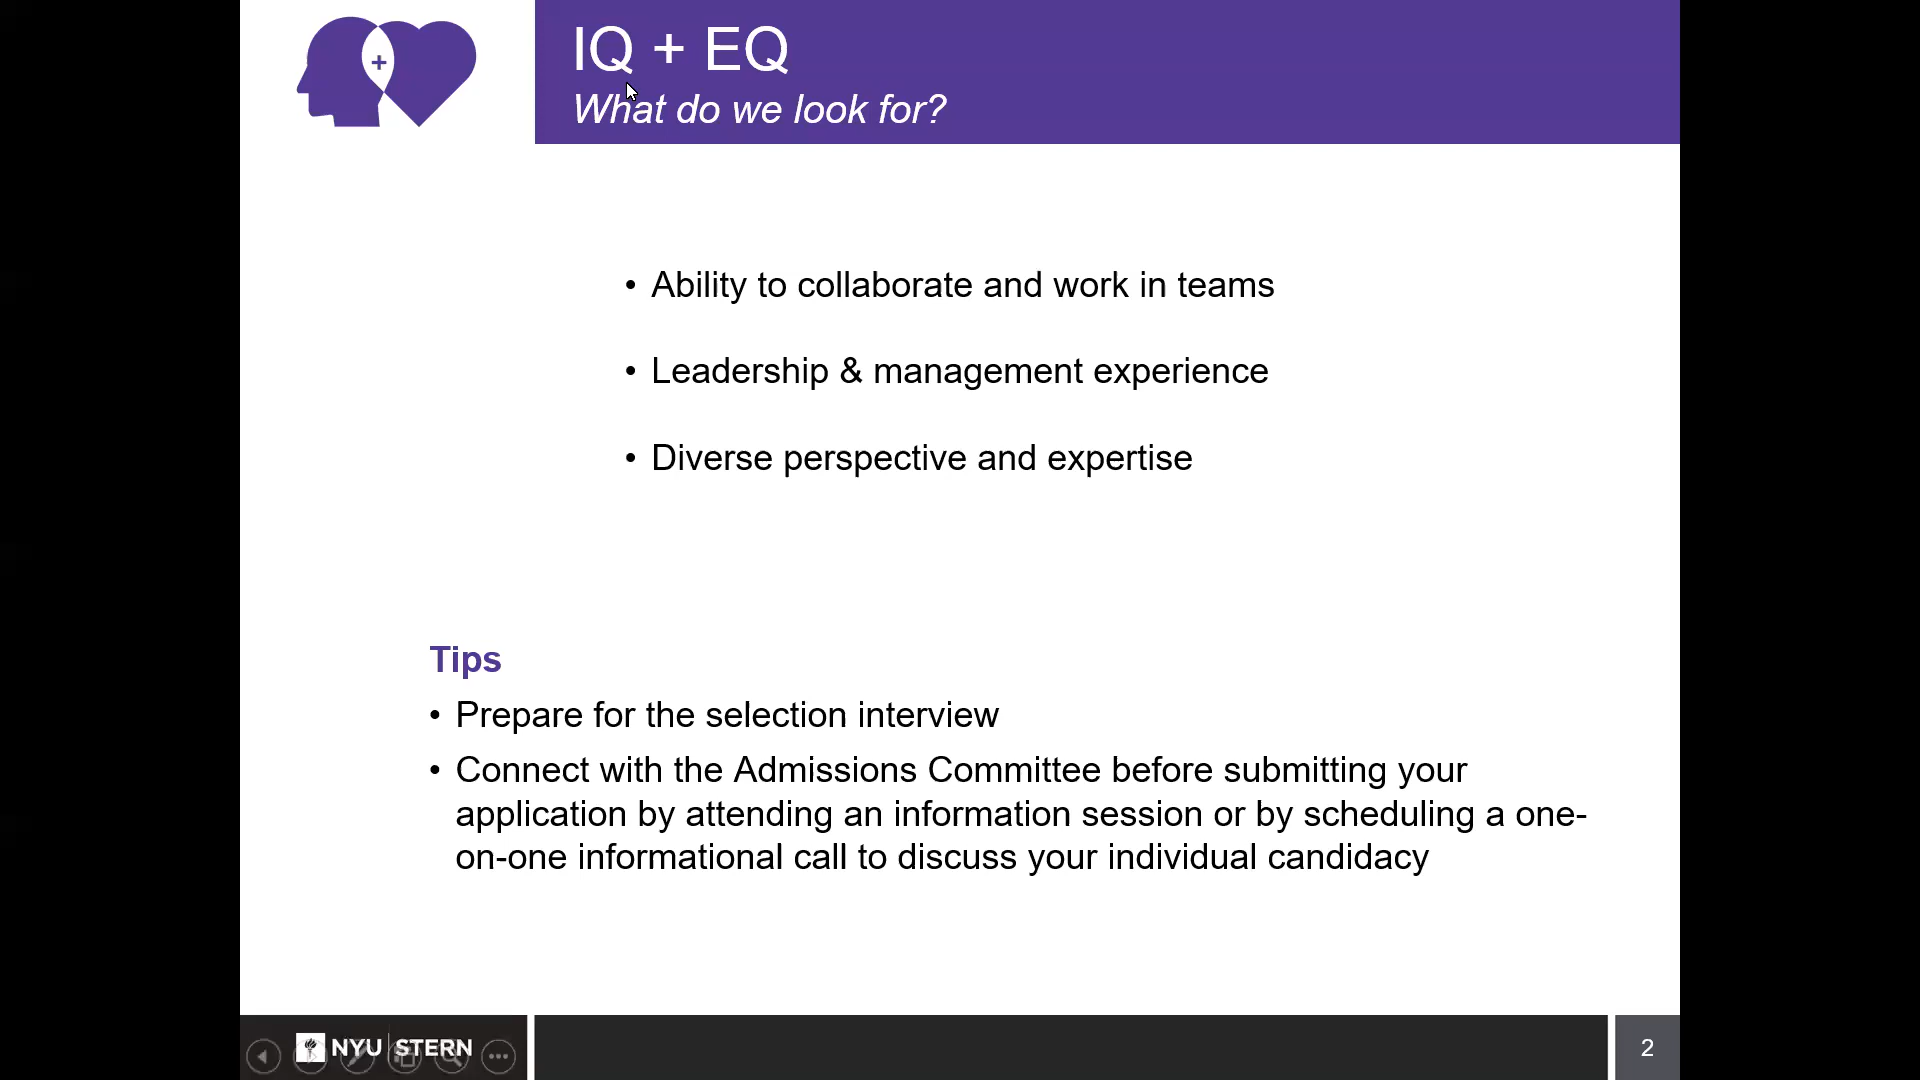 IQ + EQ
What do we look for?
• Ability to collaborate and work in teams
• Leadership & management experience
• Diverse perspective and expertise
Tips
• Prepare for the selection interview
• Connect with the Admissions Committee before submitting your
application by attending an information session or by scheduling a one-
on-one informational call to discuss your individual candidacy
NYU STERN
2